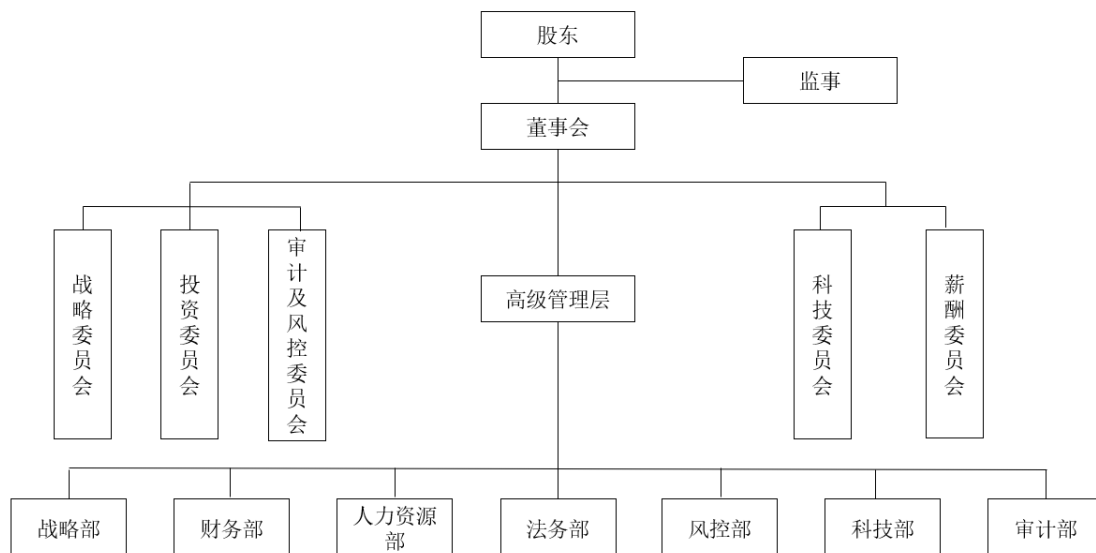 股东
监事
董事会
战略委员会
投资委员会
审计及风控委员会
高级管理层
科技委员会
薪酬委员会
战略部
财务部
人力资源
部
法务部
风控部
科技部
审计部